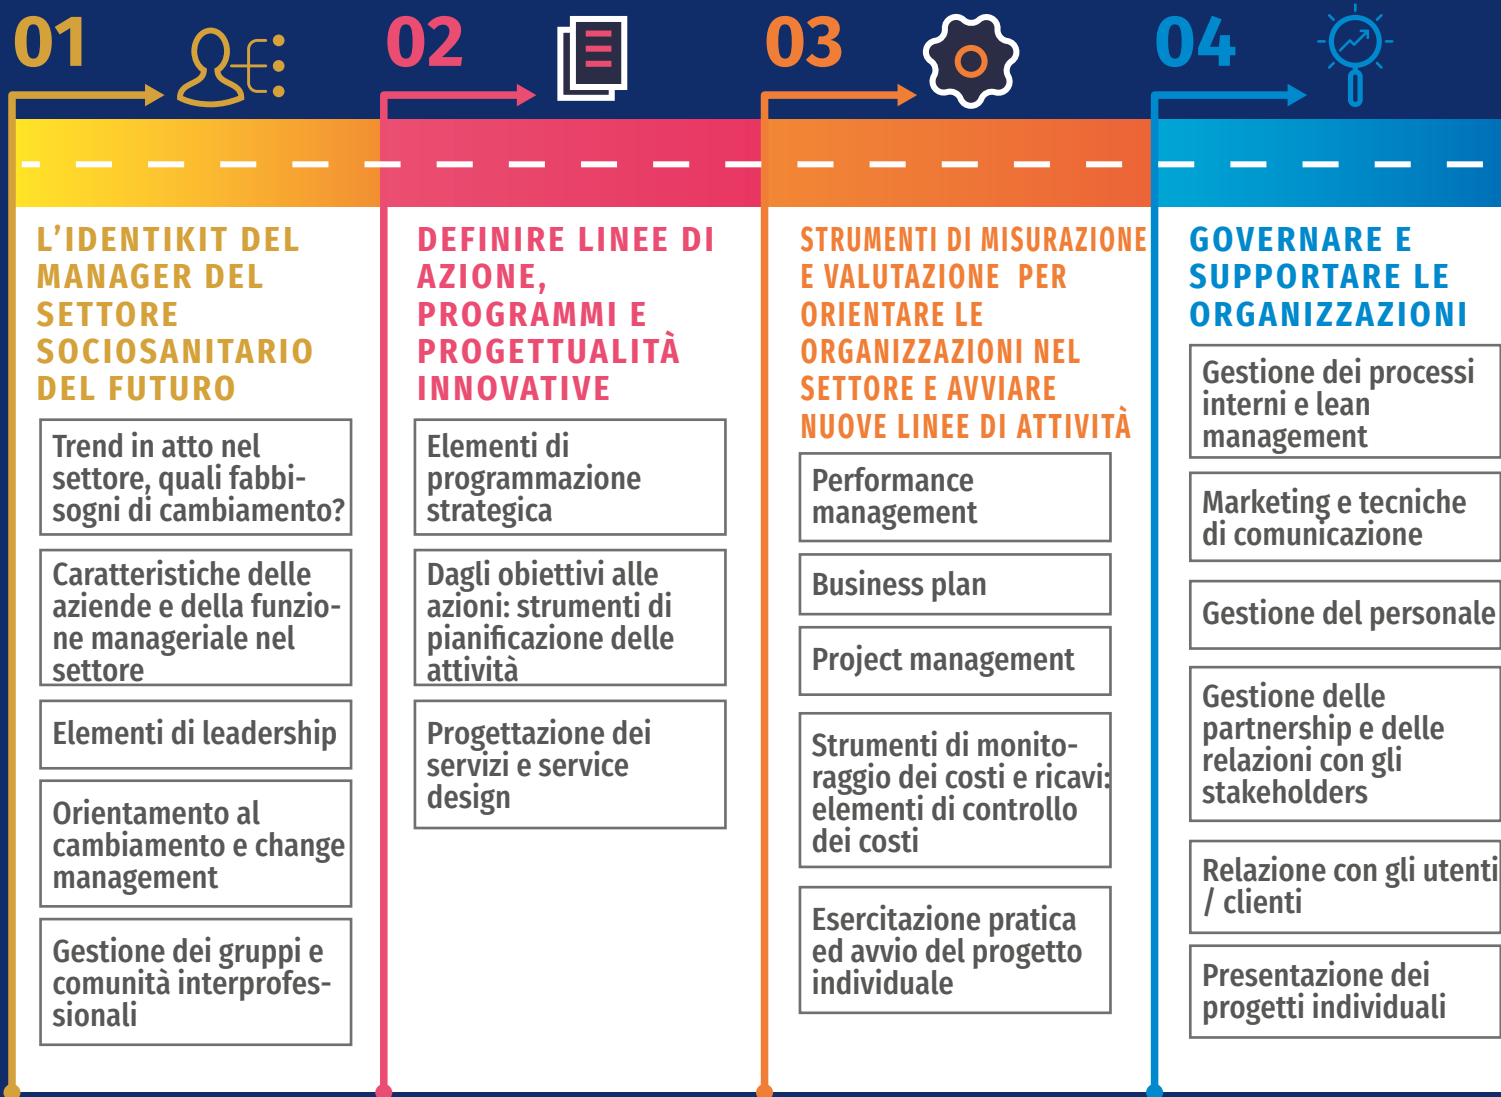 01
L’IDENTIKIT DEL
MANAGER DEL
SETTORE
SOCIOSANITARIO
DEL FUTURO
Trend in atto nel
settore, quali fabbi-
sogni di cambiamento?
Caratteristiche delle
aziende e della funzio-
ne manageriale nel
settore
Elementi di leadership
Orientamento al
cambiamento e change
management
Gestione dei gruppi e
comunità interprofes-
sionali
02
DEFINIRE LINEE DI
AZIONE,
PROGRAMMI E
PROGETTUALITÀ
INNOVATIVE
Elementi di
programmazione
strategica
Dagli obiettivi alle
azioni: strumenti di
pianificazione delle
attività
Progettazione dei
servizi e service
design
03
STRUMENTI DI MISURAZIONE
E VALUTAZIONE PER
ORIENTARE LE
ORGANIZZAZIONI NEL
SETTORE E AVVIARE
NUOVE LINEE DI ATTIVITÀ
Performance
management
Business plan
Project management
Strumenti di monito-
raggio dei costi e ricavi:
elementi di controllo
dei costi
Esercitazione pratica
ed avvio del progetto
individuale
04
GOVERNARE E
SUPPORTARE LE
ORGANIZZAZIONI
Gestione dei processi
interni e lean
management
Marketing e tecniche
di comunicazione
Gestione del personale
Gestione delle
partnership e delle
relazioni con gli
stakeholders
Relazione con gli utenti
/ clienti
Presentazione dei
progetti individuali